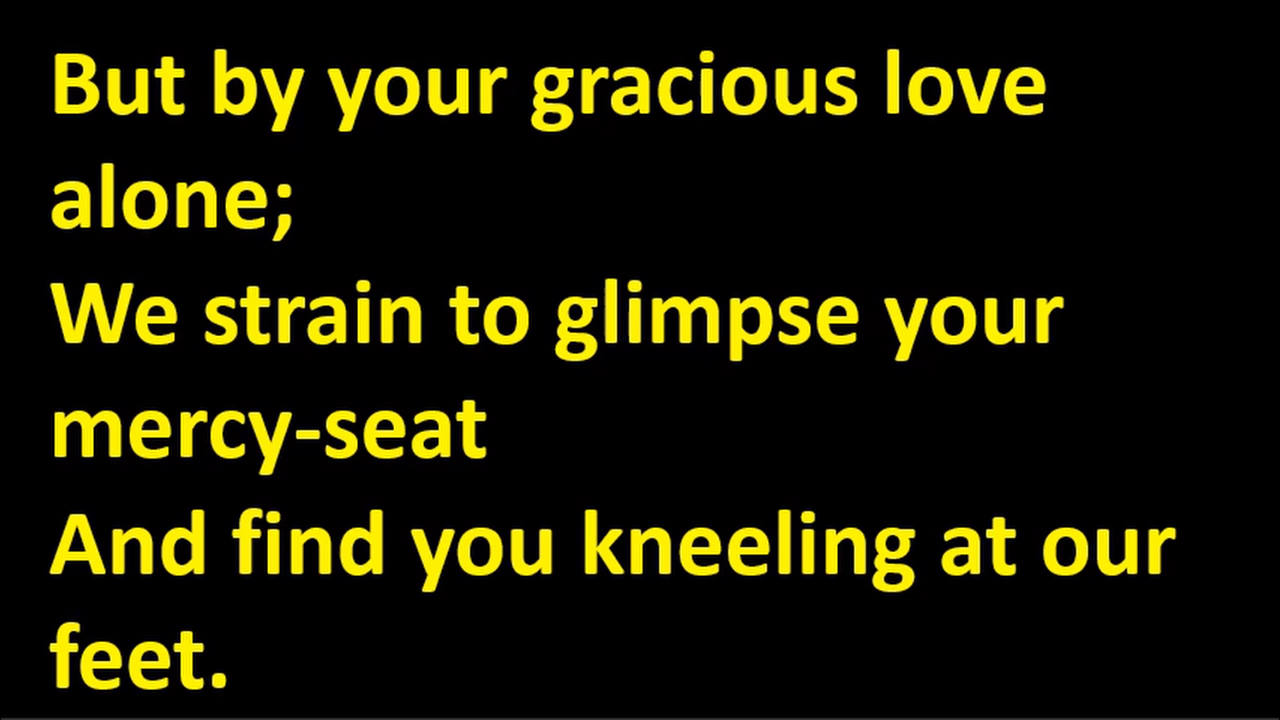 But by your gracious love
alone;
We strain to glimpse your
mercy-seat
And find you kneeling at our
feet.